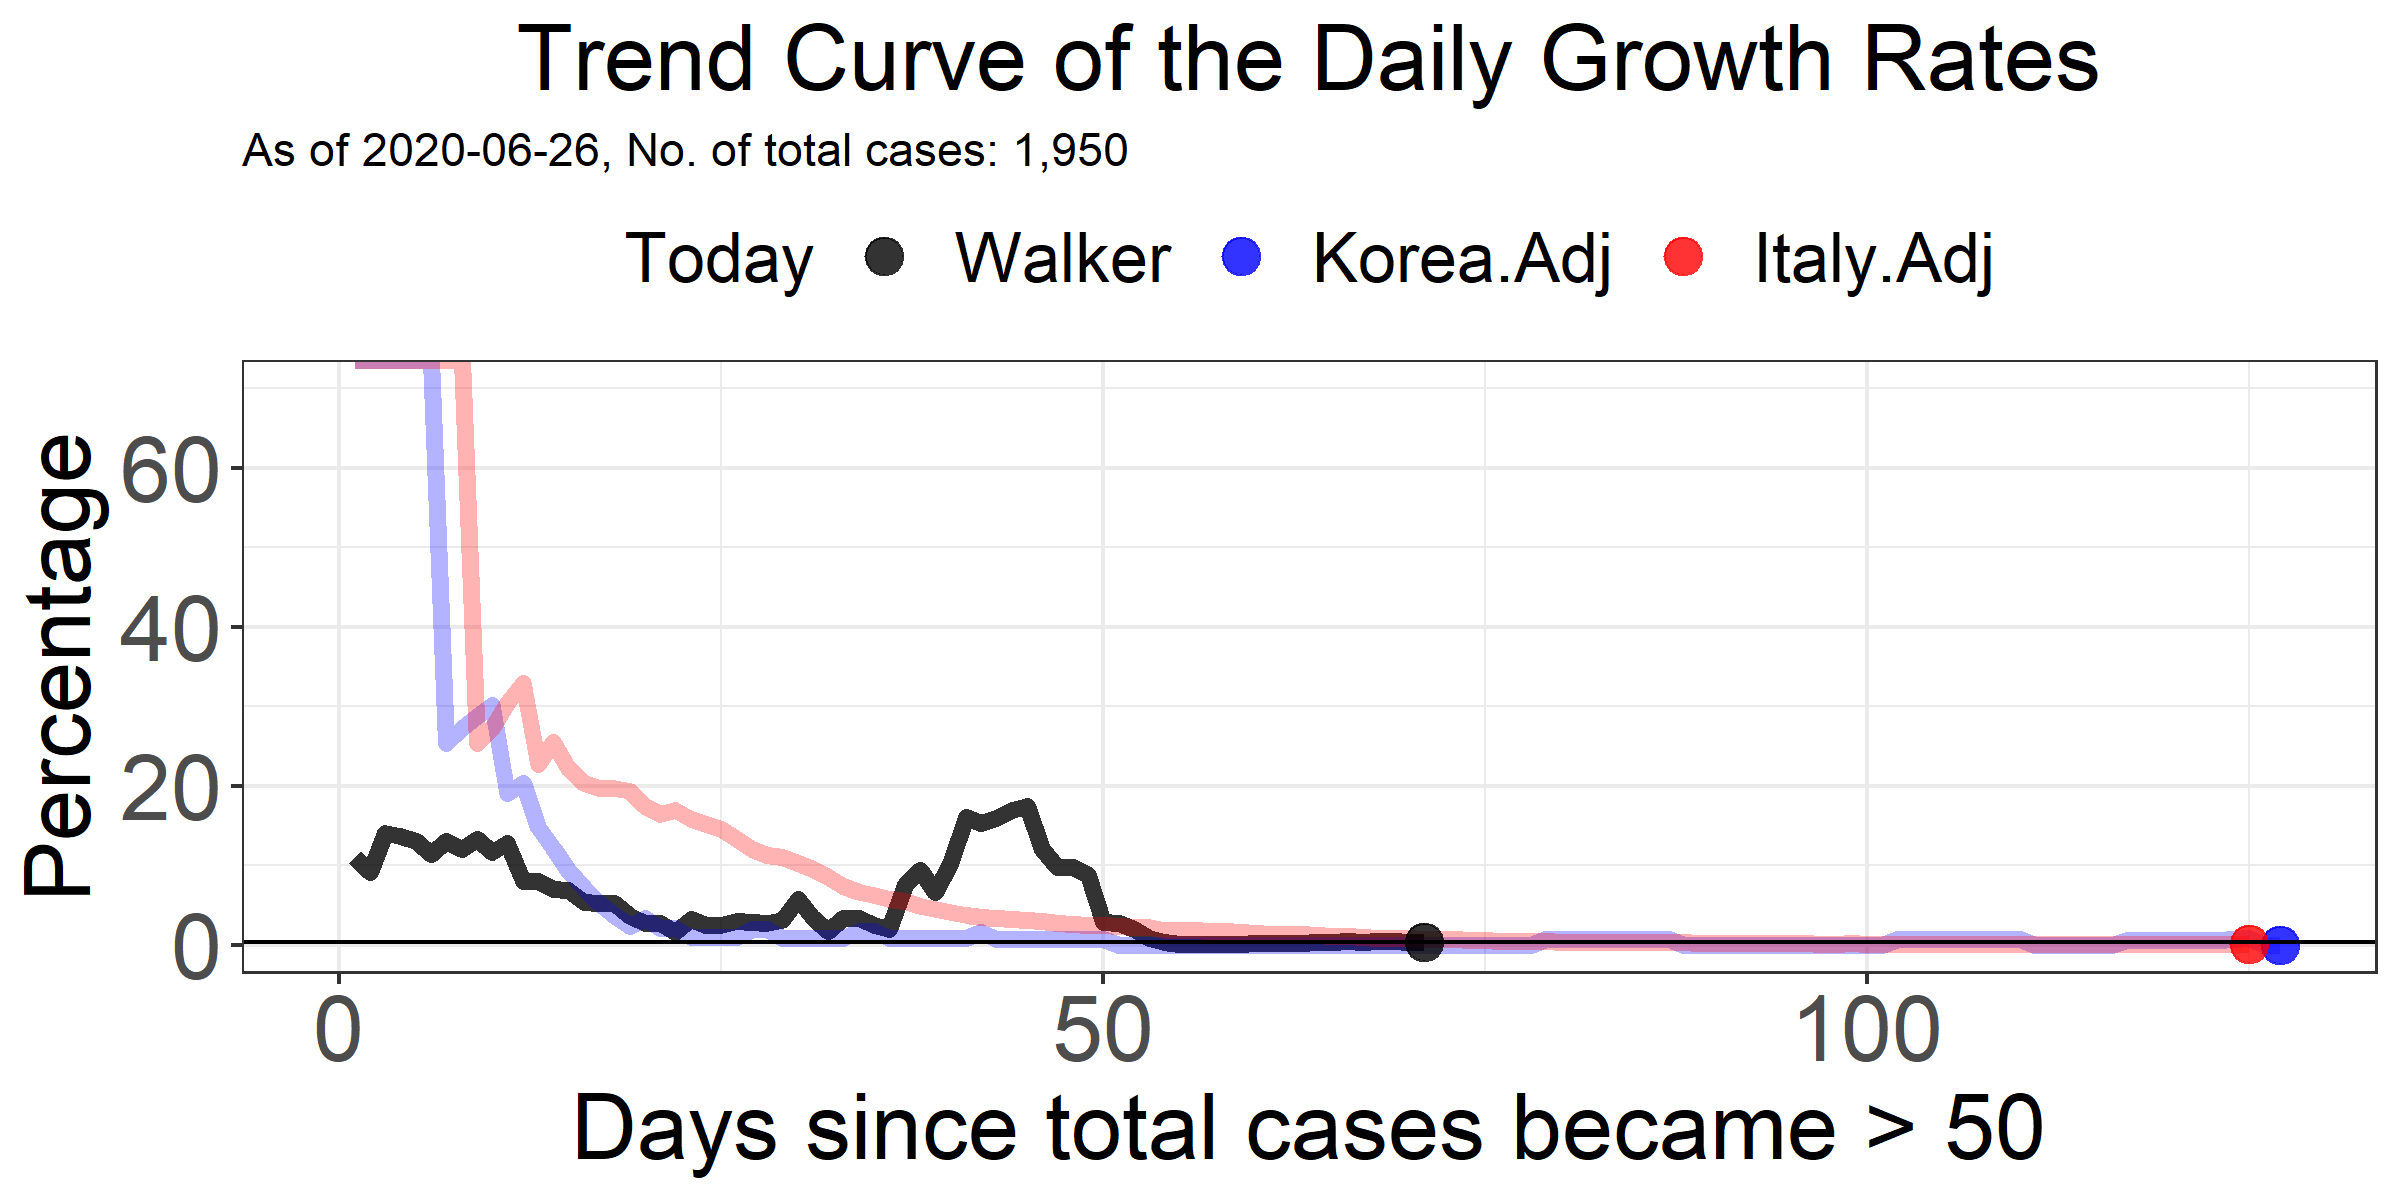 Trend Curve of the Daily Growth Rates
As of 2020-06-26, No. of total cases: 1,950
Today Walker Korea.Adj Italy.Adj
Percentage
60
40
20
0
0 50 100
Days since total cases became > 50